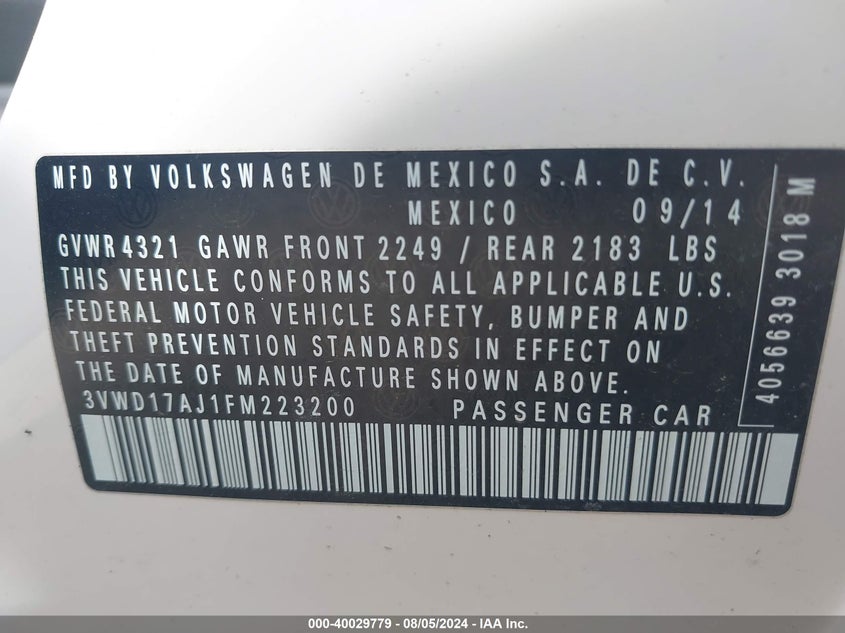 MFD BY VOLKSWAGEN DE MEXICO S.A. DE C.V.
MEXICO 09/14
GVWR 4321 GAWR FRONT 2249 / REAR 2183 LBS
THIS VEHICLE CONFORMS TO ALL APPLICABLE U.S.
FEDERAL MOTOR VEHICLE SAFETY, BUMPER AND
THEFT PREVENTION STANDARDS IN EFFECT ON
THE DATE OF MANUFACTURE SHOWN ABOVE.
3VWD17AJ1FM223200 PASSENGER CAR
4056639 3018 M
000-40029779 - 08/05/2024 - IAA Inc.